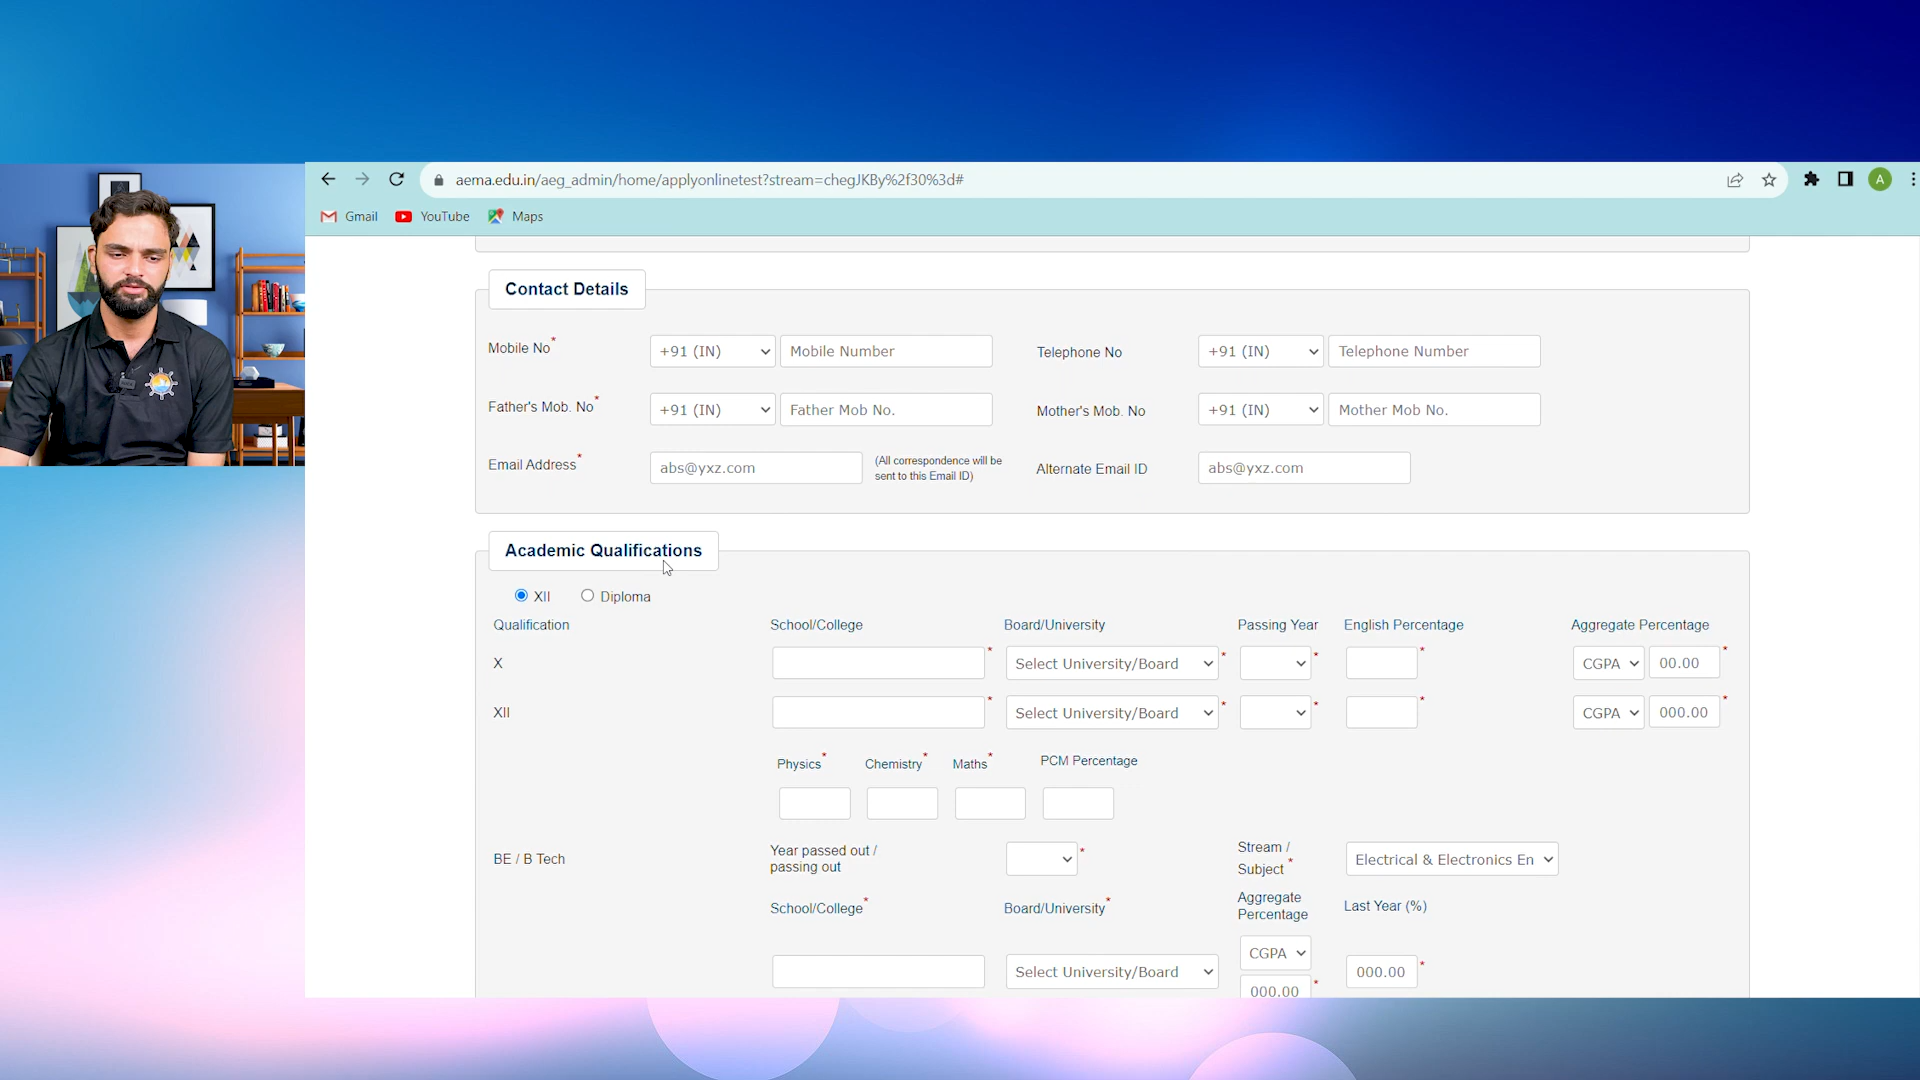 aema.edu.in/aeg_admin/home/applyonlinetest?stream=chegJKBy%2f30%3d#
A
Gmail YouTube Maps
Contact Details
Mobile No* +91 (IN) Mobile Number Telephone No +91 (IN) Telephone Number
Father's Mob. No* +91 (IN) Father Mob No. Mother's Mob. No +91 (IN) Mother Mob No.
Email Address* abs@yxz.com (All correspondence will be
sent to this Email ID) Alternate Email ID abs@yxz.com
Academic Qualifications
XII Diploma
Qualification School/College Board/University Passing Year English Percentage Aggregate Percentage
X * Select University/Board * * * CGPA 00.00 *
XII * Select University/Board * * * CGPA 000.00 *
Physics* Chemistry* Maths* PCM Percentage
BE / B Tech Year passed out /
passing out * Stream /
Subject * Electrical & Electronics En
School/College* Board/University* Aggregate
Percentage Last Year (%)
CGPA
Select University/Board 000.00 *
000.00 *